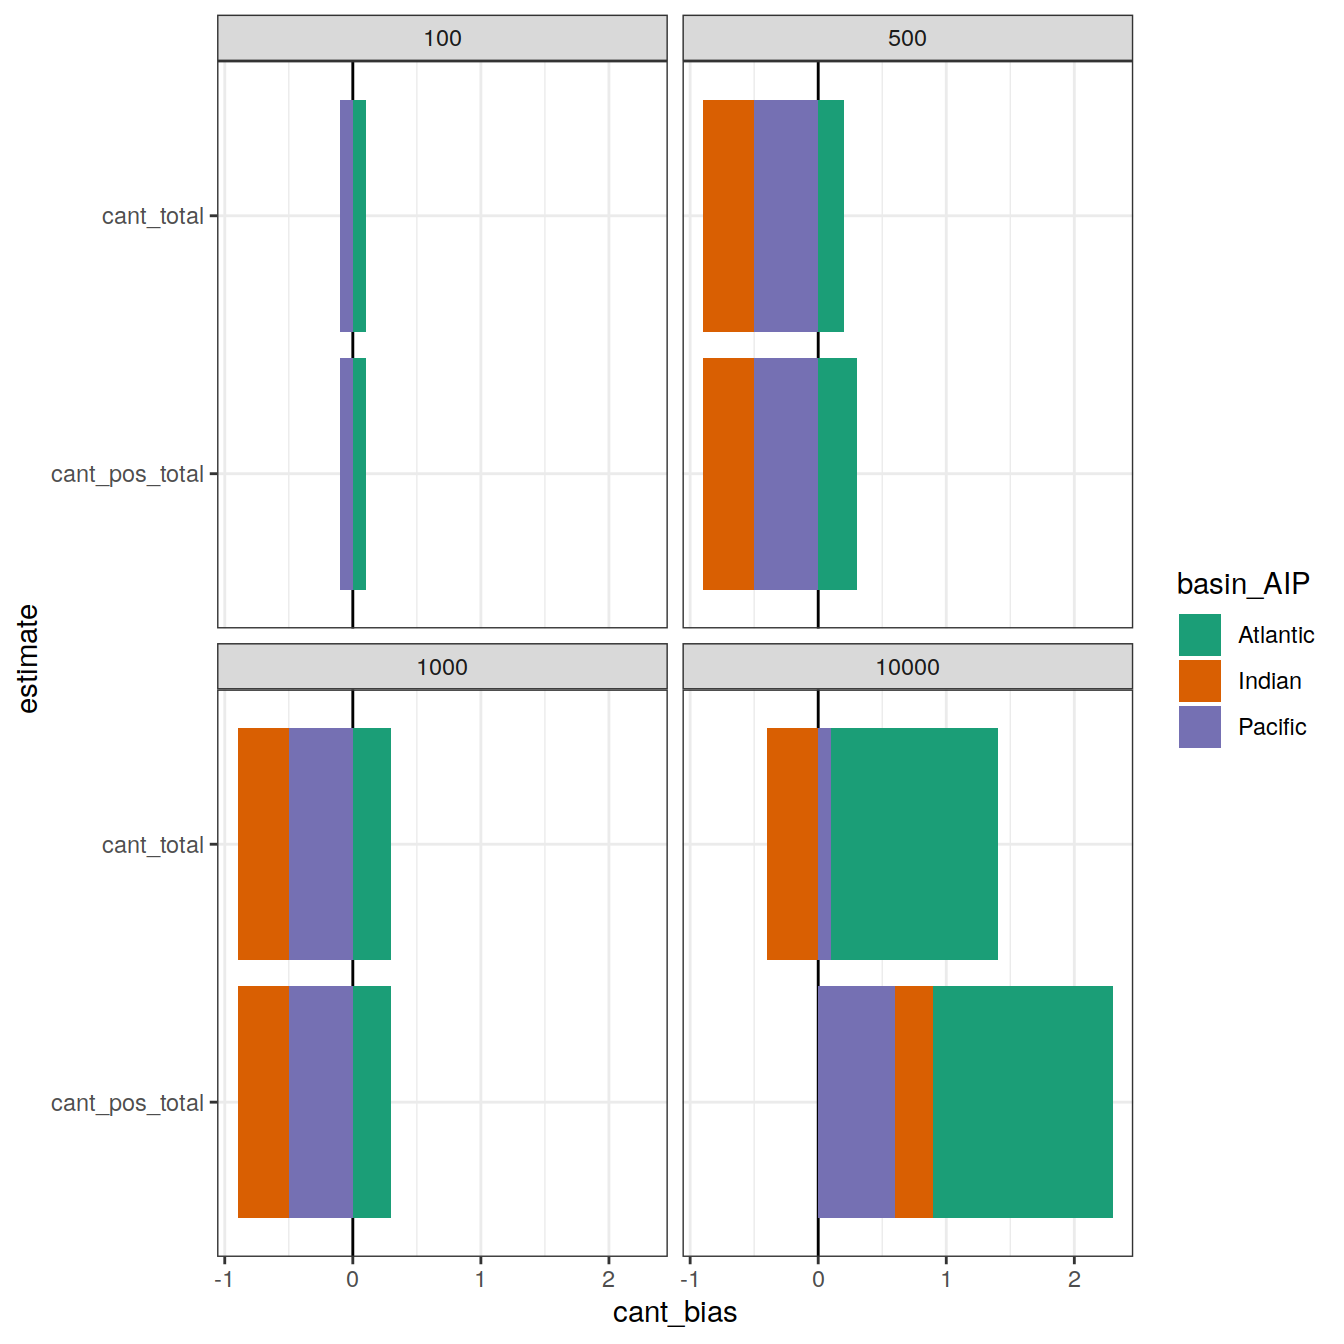 100
500
cant_total
cant_pos_total
1000
10000
cant_total
cant_pos_total
-1 0 1 2 -1 0 1 2
cant_bias
estimate
basin_AIP
Atlantic
Indian
Pacific